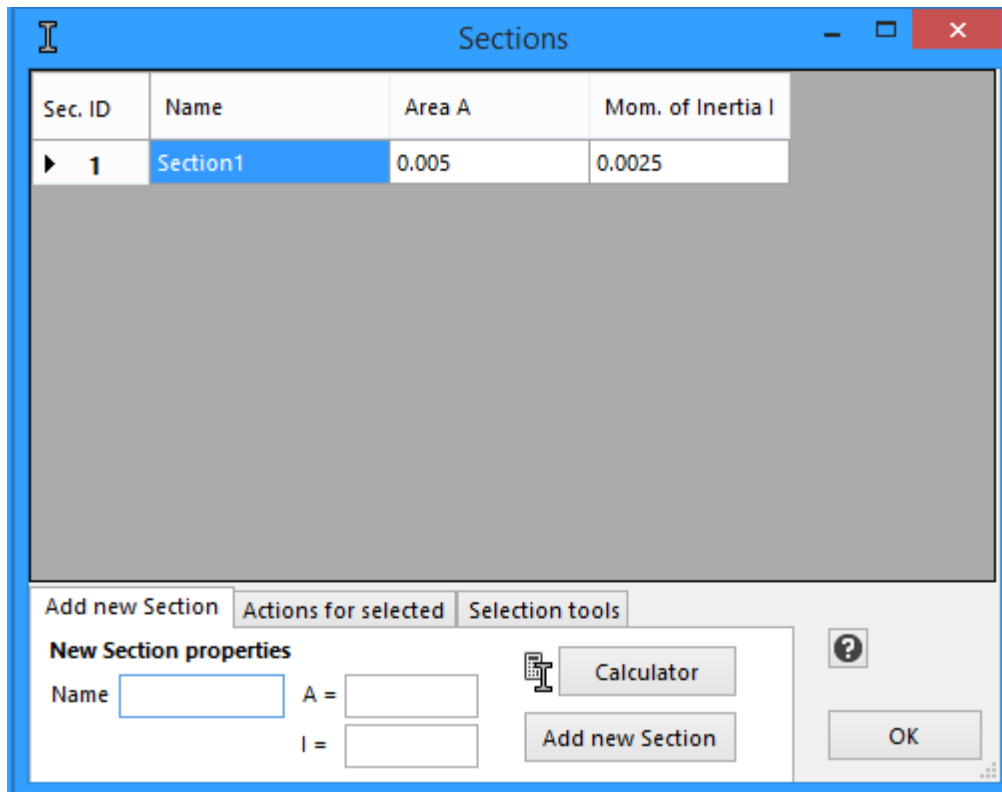 Sections
Sec. ID Name Area A Mom. of Inertia I
1 Section1 0.005 0.0025
Add new Section Actions for selected Selection tools
New Section properties
Name A = Calculator
I = Add new Section OK